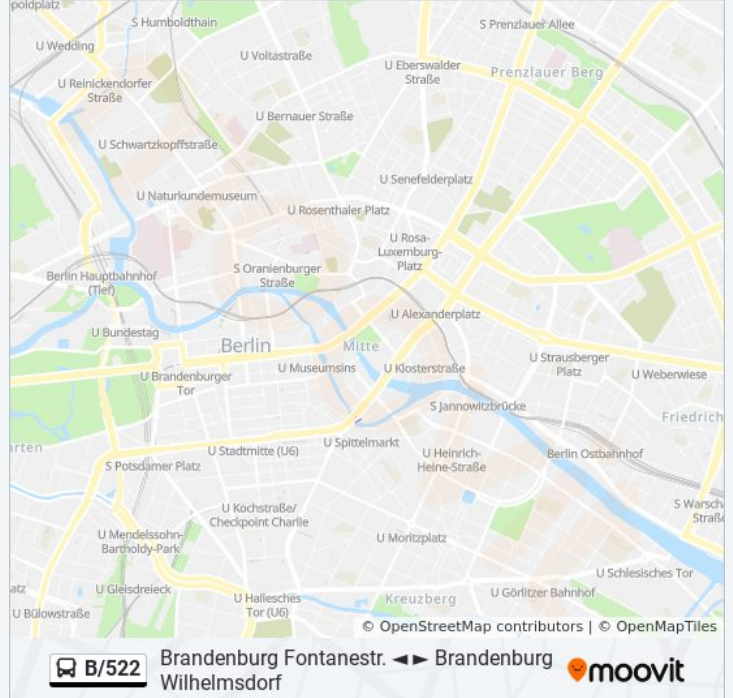 poldplatz
S Humboldthain
S Prenzlauer Allee
U Wedding
U Voltastraße
U Eberswalder
Straße
Prenzlauer Berg
U Reinickendorfer
Straße
U Bernauer Straße
U Schwartzkopffstraße
U Senefelderplatz
U Naturkundemuseum
U Rosenthaler Platz
U Rosa-
Luxemburg-
Platz
Berlin Hauptbahnhof
(Tief)
S Oranienburger
Straße
U Alexanderplatz
U Bundestag
Berlin
Mitte
U Strausberger
Platz
U Museumsins
U Klosterstraße
U Weberwiese
U Brandenburger
Tor
S Jannowitzbrücke
Friedrich
rten
U Stadtmitte (U6)
U Spittelmarkt
U Heinrich-
Heine-Straße
Berlin Ostbahnhof
S Potsdamer Platz
S Warsch
Straße
U Kochstraße/
Checkpoint Charlie
U Mendelssohn-
Bartholdy-Park
U Moritzplatz
U Schlesisches Tor
atz
U Gleisdreieck
U Hallesches
Tor (U6)
Kreuzberg
U Görlitzer Bahnhof
U Bülowstraße
© OpenStreetMap contributors | © OpenMapTiles
B/522
Brandenburg Fontanestr. ◄► Brandenburg
Wilhelmsdorf
moovit